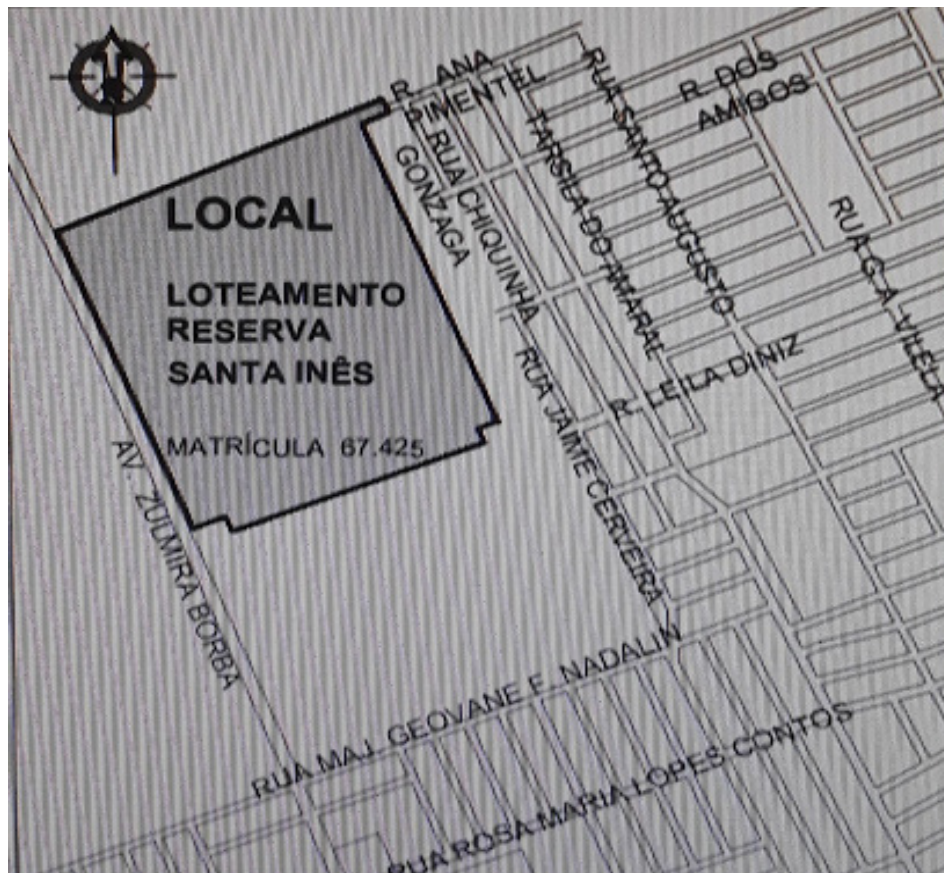 R. ANA
PIMENTEL
RUA CHIQUINHA
GONZAGA
TARSILA DO AMARAL
RUA SANTO AUGUSTO
R. DOS
AMIGOS
RUA G.A. VILELA
LOCAL
LOTEAMENTO
RESERVA
SANTA INÊS
MATRÍCULA 67.425
R. LEILA DINIZ
RUA JAIME CERVEIRA
AV. ZULMIRA BORBA
RUA MAJ. GEOVANE F. NADALIN
RUA ROSA MARIA LOPES CONTOS